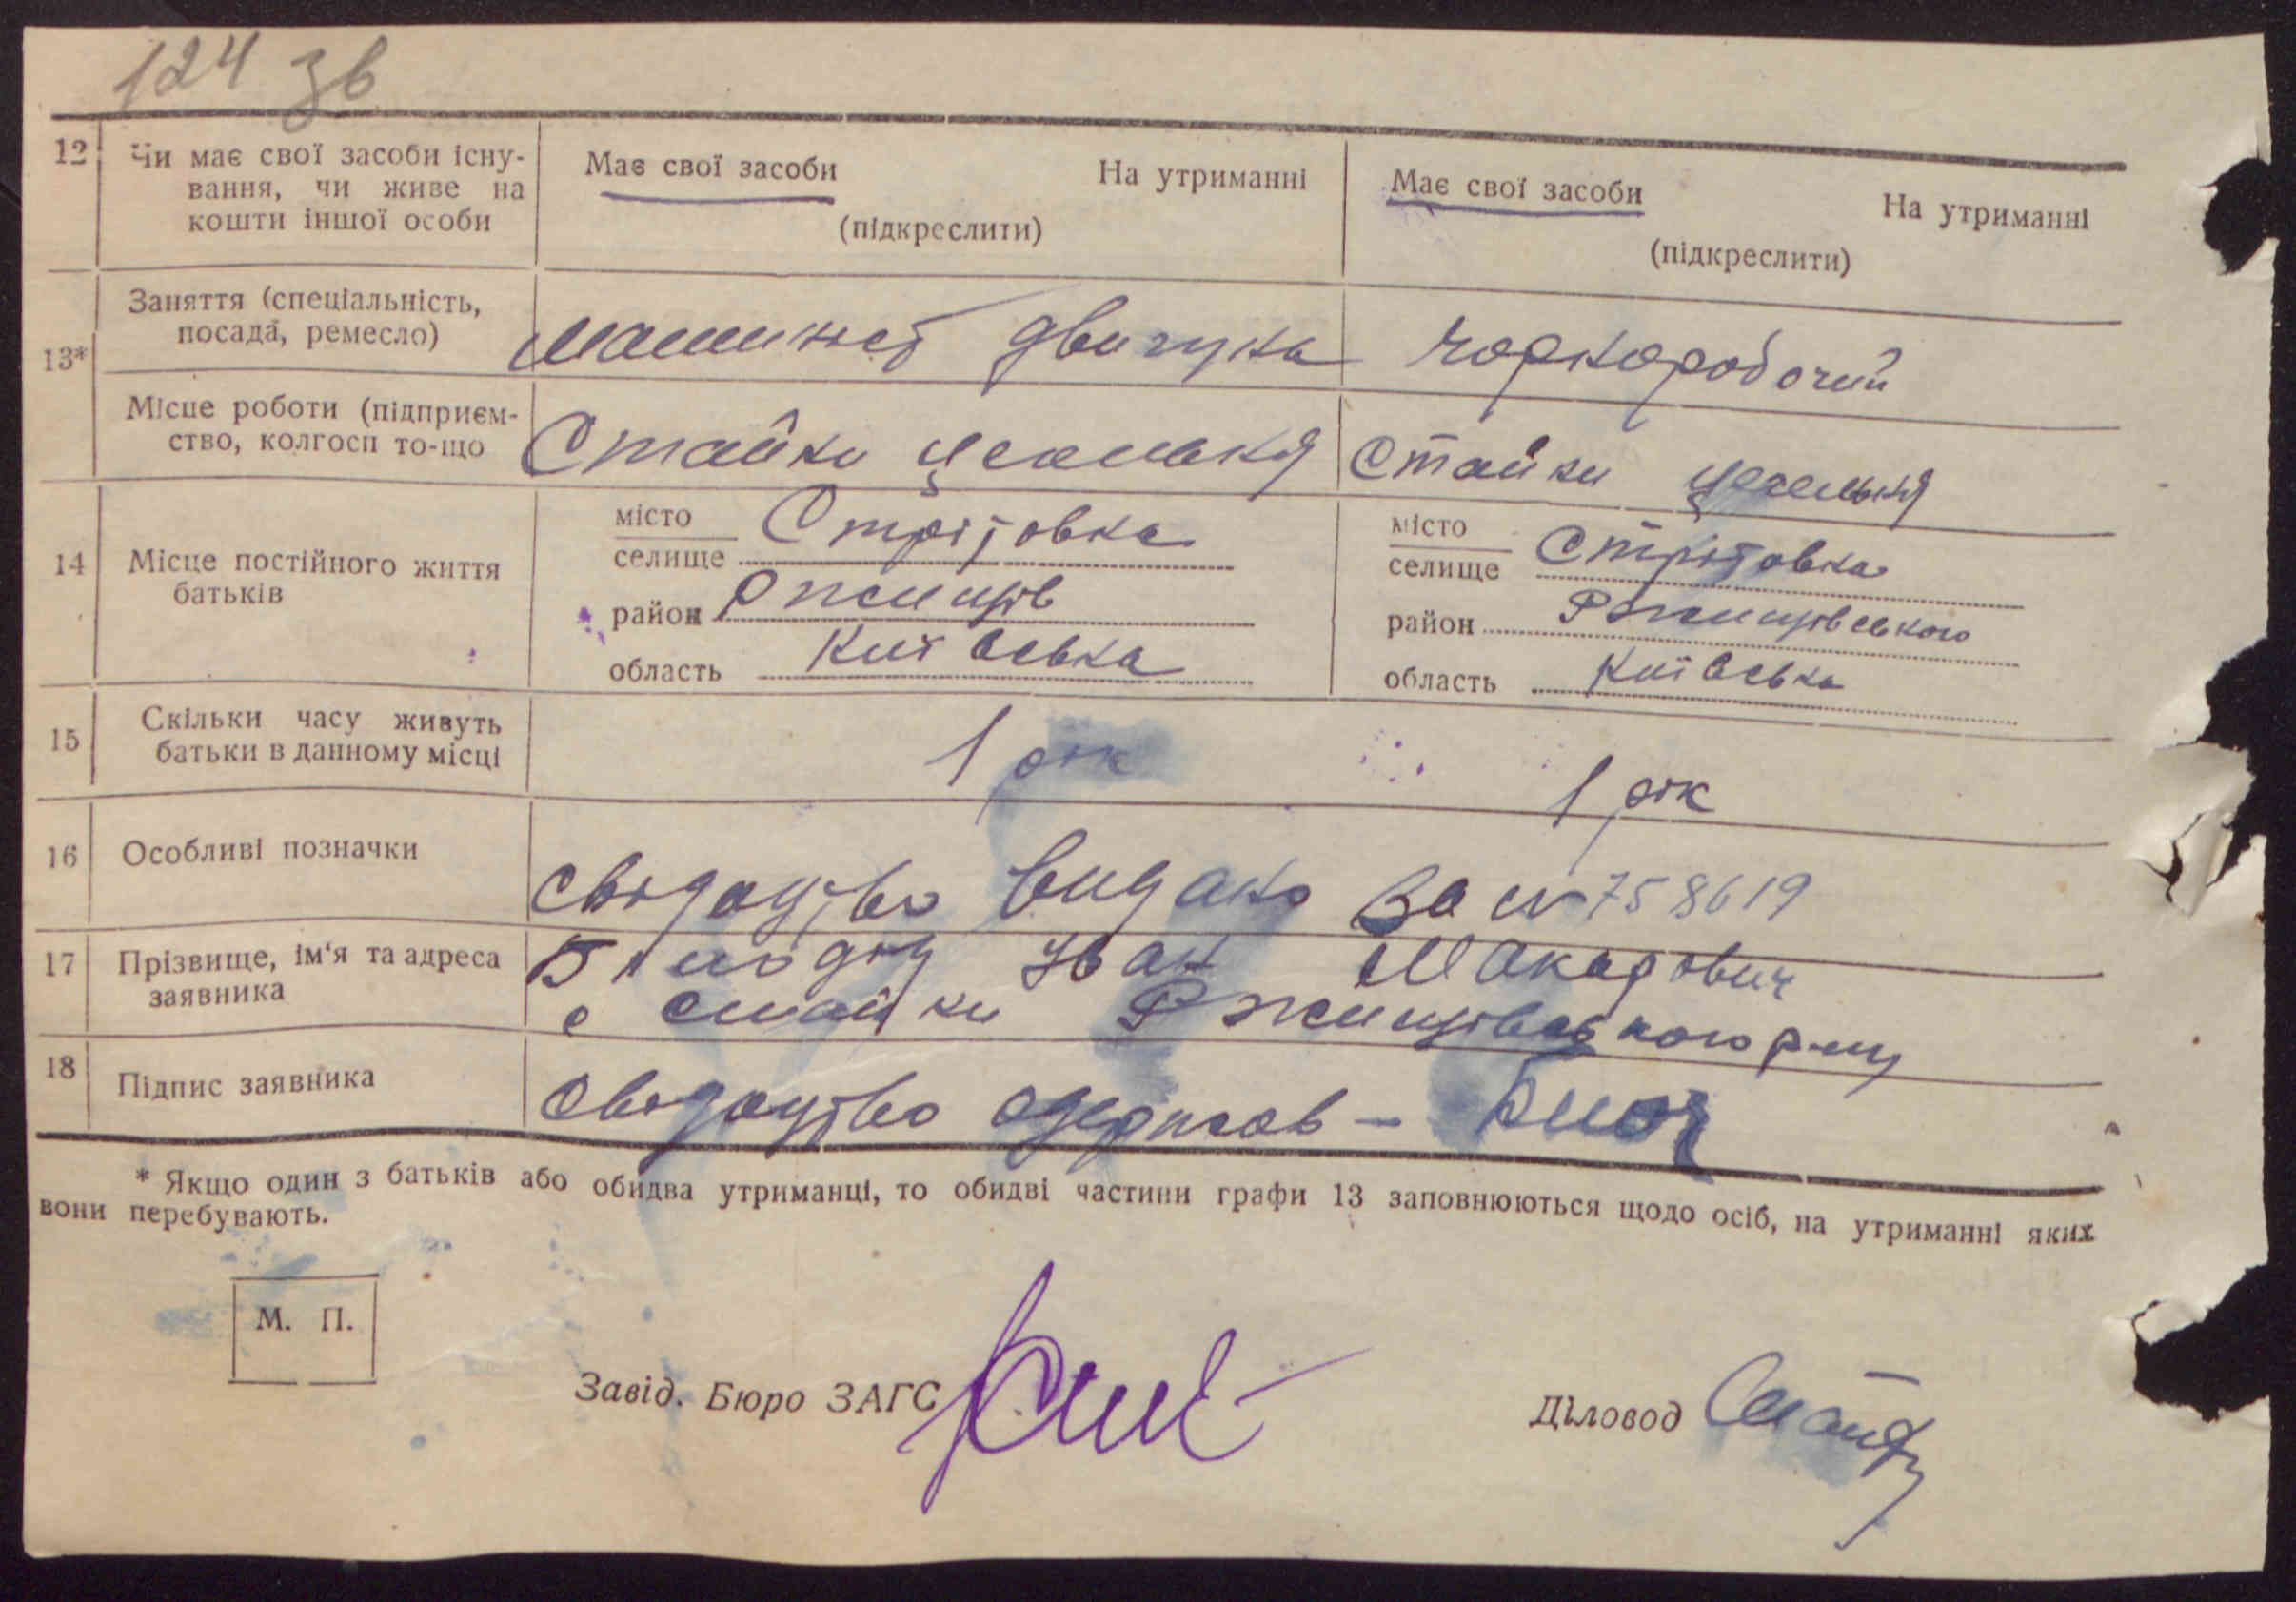 124 зв
12 Чи має свої засоби існу-
вання, чи живе на
кошти іншої особи
Має свої засоби На утриманні
(підкреслити)
Має свої засоби На утриманні
(підкреслити)
13*
Заняття (спеціальність,
посада, ремесло)
машиніст двигуна
чорноробочий
Місце роботи (підприєм-
ство, колгосп то-що
Стайки цегельня
Стайки цегельня
14 Місце постійного життя
батьків
місто
селище Стрітовка
район Ржищів
область Київська
місто
селище Стрітовка
район Ржищівського
область Київська
15 Скільки часу живуть
батьки в данному місці
1 рік
1 рік
16 Особливі позначки
свідоцтво видано за № 758619
17 Прізвище, ім‘я та адреса
заявника
Іван Макарович
с Стайки Ржищівського р-ну
18 Підпис заявника
свідоцтво одержав –
* Якщо один з батьків або обидва утриманці, то обидві частини графи 13 заповнюються щодо осіб, на утриманні яких
вони перебувають.
М. П.
Завід. Бюро ЗАГС
Діловод